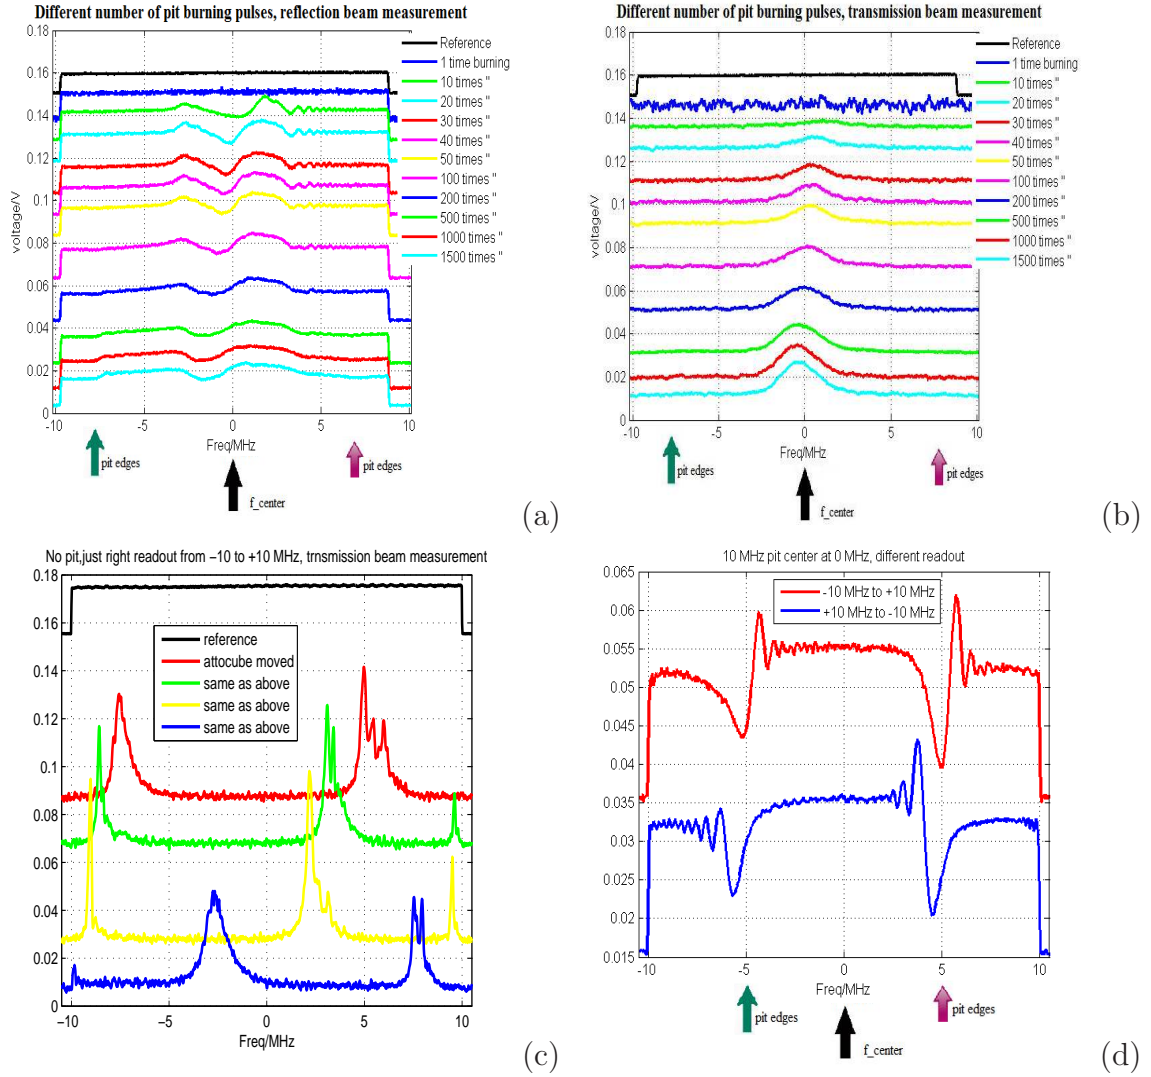 Different number of pit burning pulses, reflection beam measurement
0.18
0.16
0.14
0.12
0.1
0.08
0.06
0.04
0.02
0
voltage/V
-10
-5
0
5
10
Freq/MHz
Reference
1 time burning
10 times "
20 times "
30 times "
40 times "
50 times "
100 times "
200 times "
500 times "
1000 times "
1500 times "
pit edges
f_center
pit edges
(a)
Different number of pit burning pulses, transmission beam measurement
0.18
0.16
0.14
0.12
0.1
0.08
0.06
0.04
0.02
0
voltage/V
-10
-5
0
5
10
Freq/MHz
Reference
1 time burning
10 times "
20 times "
30 times "
40 times "
50 times "
100 times "
200 times "
500 times "
1000 times "
1500 times "
pit edges
f_center
pit edges
(b)
No pit,just right readout from −10 to +10 MHz, trnsmission beam measurement
0.18
0.16
0.14
0.12
0.1
0.08
0.06
0.04
0.02
0
reference
attocube moved
same as above
same as above
same as above
−10
−5
0
5
10
Freq/MHz
(c)
10 MHz pit center at 0 MHz, different readout
0.065
0.06
0.055
0.05
0.045
0.04
0.035
0.03
0.025
0.02
0.015
-10 MHz to +10 MHz
+10 MHz to -10 MHz
-10
-5
0
5
10
Freq/MHz
pit edges
f_center
pit edges
(d)